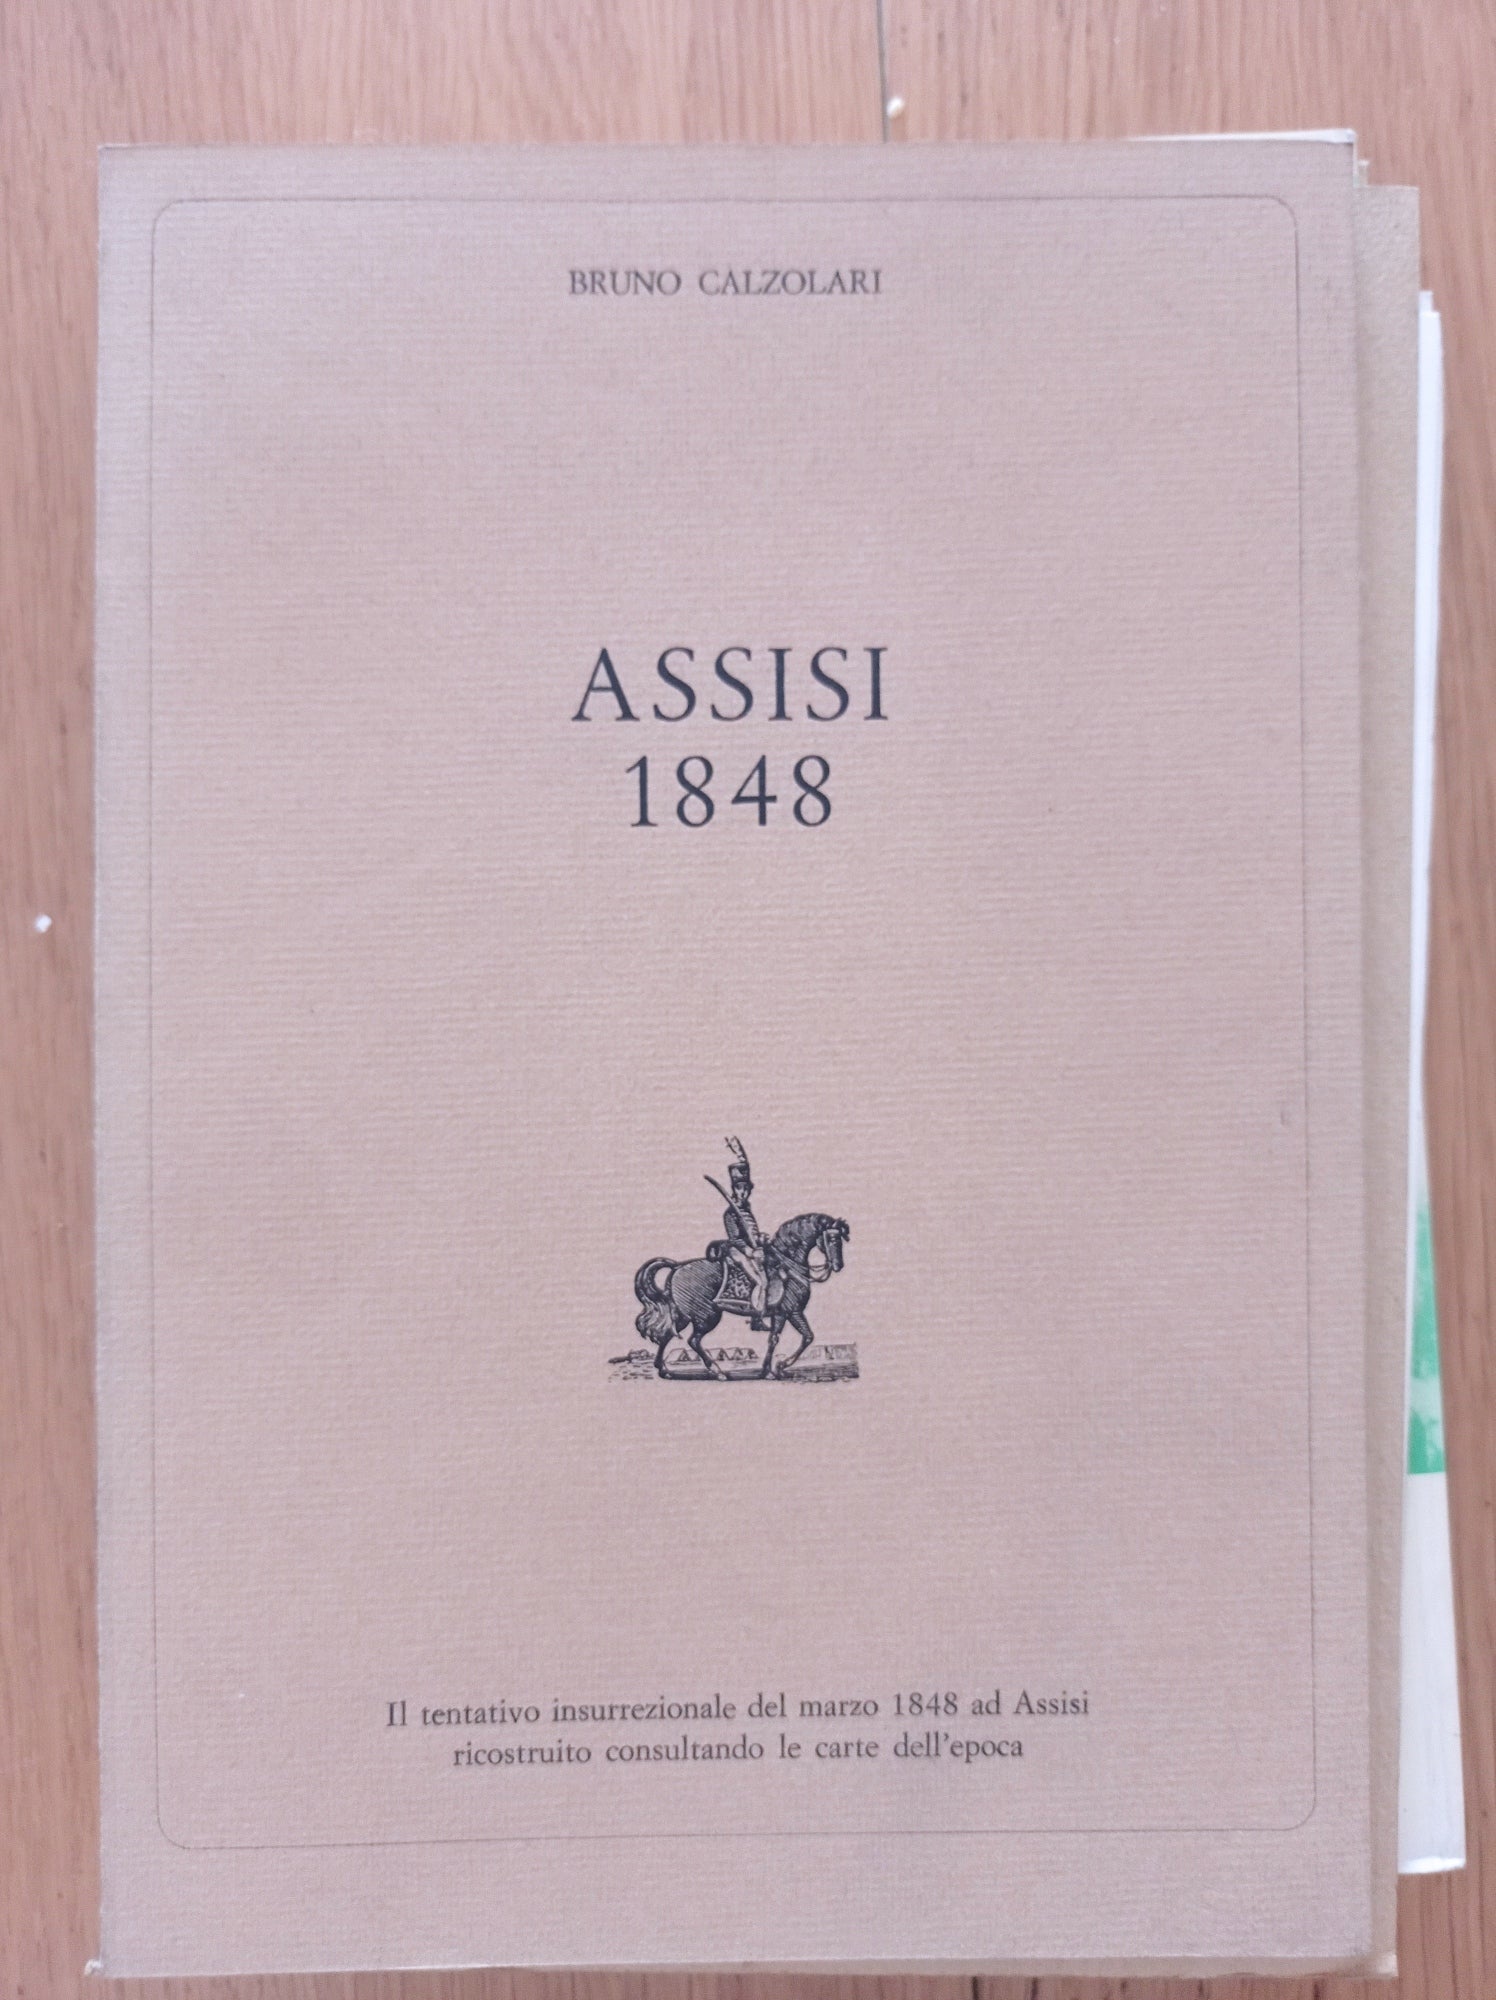 BRUNO CALZOLARI
ASSISI
1848
Il tentativo insurrezionale del marzo 1848 ad Assisi
ricostruito consultando le carte dell'epoca